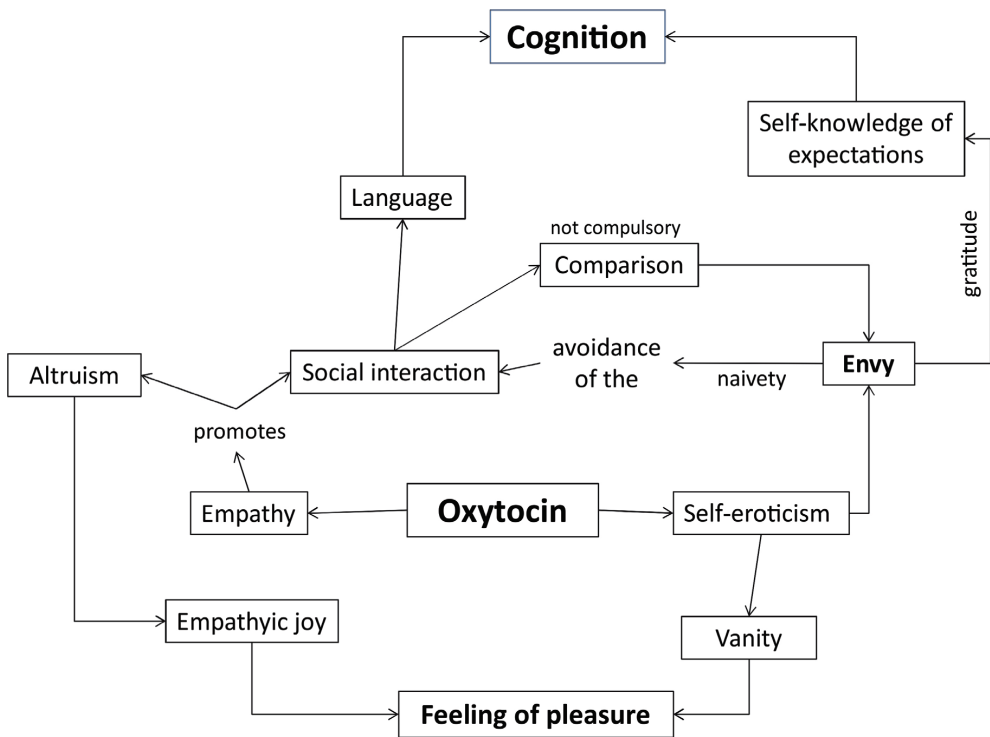 Cognition
Self-knowledge of
expectations
Language
not compulsory
Comparison
gratitude
Altruism
Social interaction
avoidance
of the
naivety
Envy
promotes
Empathy
Oxytocin
Self-eroticism
Empathyic joy
Vanity
Feeling of pleasure